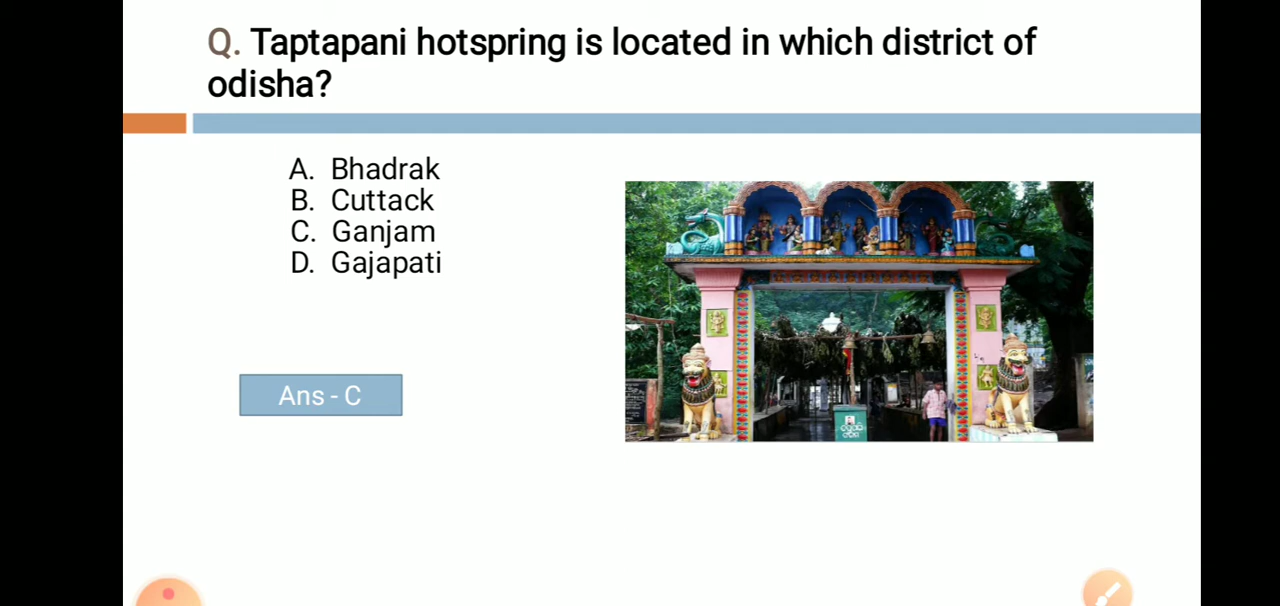 Q. Taptapani hotspring is located in which district of
odisha?
A. Bhadrak
B. Cuttack
C. Ganjam
D. Gajapati
Ans - C